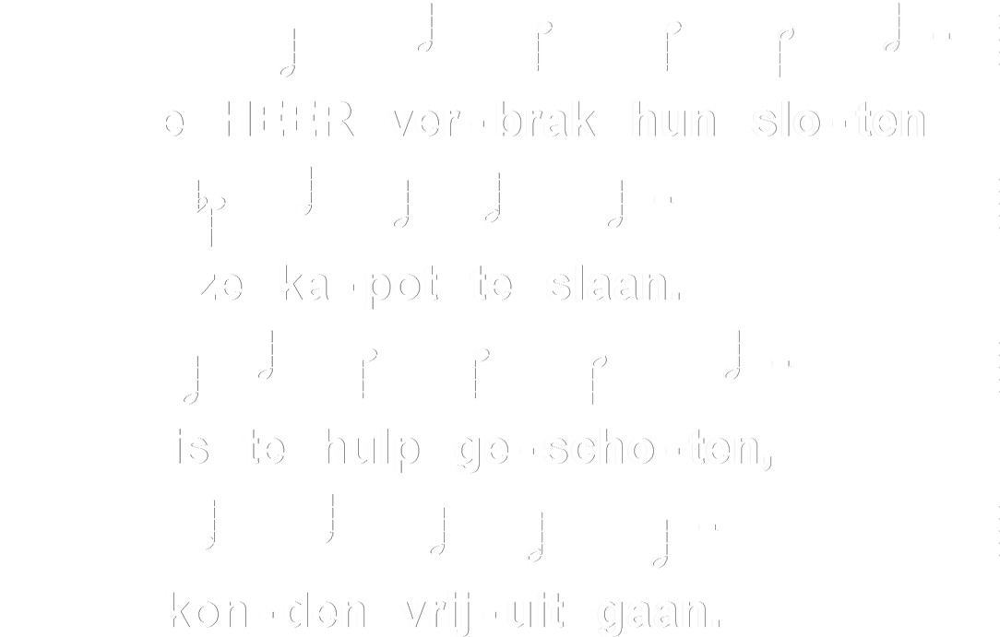 e HEER ver-brak hun slo-ten
ze ka-pot te slaan.
is te hulp ge-scho-ten,
kon-den vrij-uit gaan.